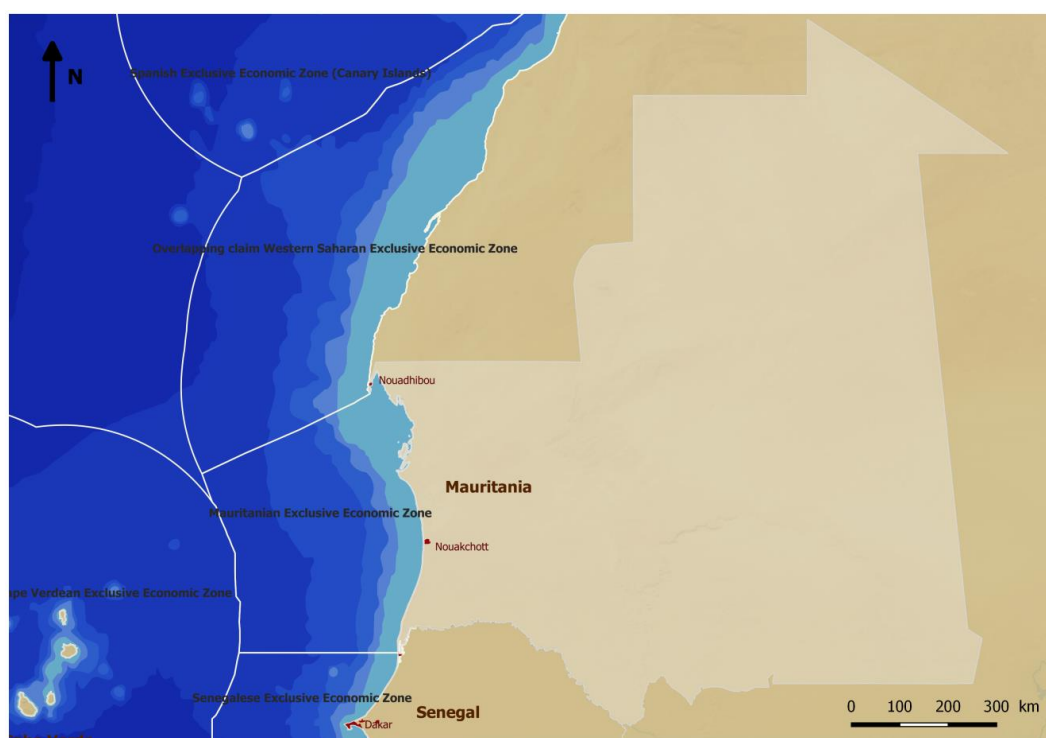 N
Spanish Exclusive Economic Zone (Canary Islands)
Overlapping claim Western Saharan Exclusive Economic Zone
Nouadhibou
Mauritania
Mauritanian Exclusive Economic Zone
Nouakchott
ape Verdean Exclusive Economic Zone
Senegalese Exclusive Economic Zone
Senegal
Dakar
0 100 200 300 km